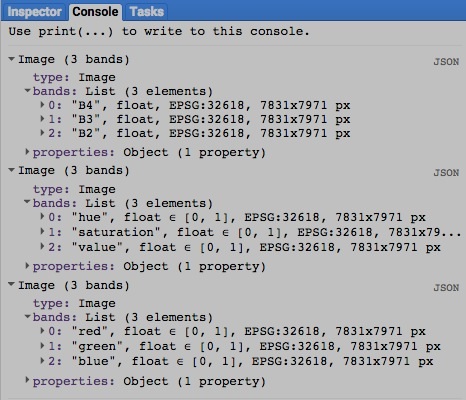 Inspector Console Tasks
Use print(...) to write to this console.
Image (3 bands) JSON
type: Image
bands: List (3 elements)
0: "B4", float, EPSG:32618, 7831x7971 px
1: "B3", float, EPSG:32618, 7831x7971 px
2: "B2", float, EPSG:32618, 7831x7971 px
properties: Object (1 property)
Image (3 bands) JSON
type: Image
bands: List (3 elements)
0: "hue", float ∈ [0, 1], EPSG:32618, 7831x7971 px
1: "saturation", float ∈ [0, 1], EPSG:32618, 7831x79...
2: "value", float ∈ [0, 1], EPSG:32618, 7831x7971 px
properties: Object (1 property)
Image (3 bands) JSON
type: Image
bands: List (3 elements)
0: "red", float ∈ [0, 1], EPSG:32618, 7831x7971 px
1: "green", float ∈ [0, 1], EPSG:32618, 7831x7971 px
2: "blue", float ∈ [0, 1], EPSG:32618, 7831x7971 px
properties: Object (1 property)